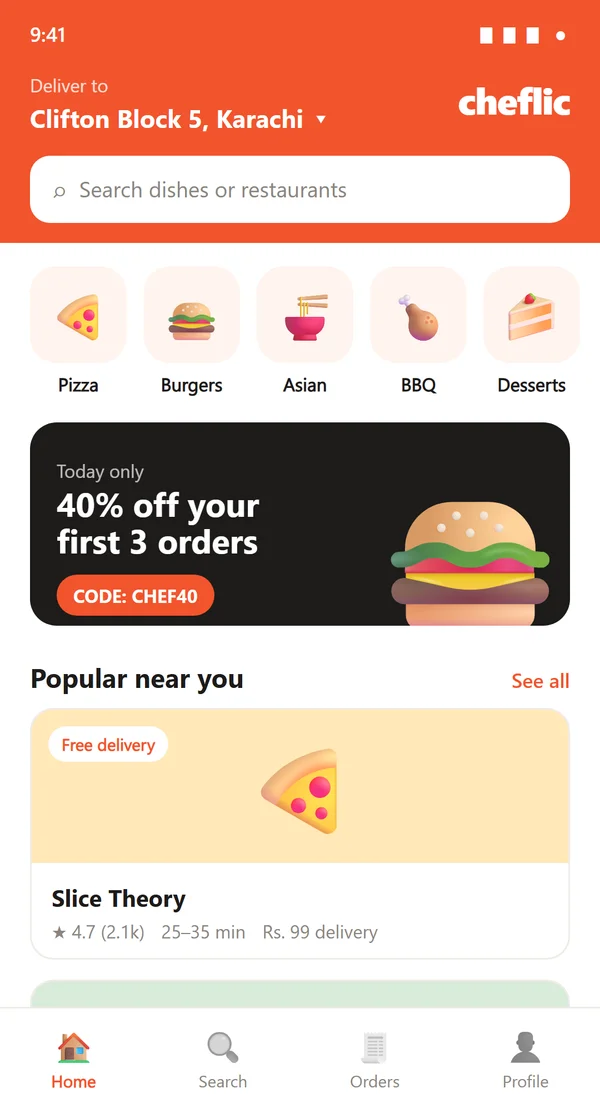 9:41
Deliver to
Clifton Block 5, Karachi ▼
cheflic
Search dishes or restaurants
Pizza
Burgers
Asian
BBQ
Desserts
Today only
40% off your
first 3 orders
CODE: CHEF40
Popular near you
See all
Free delivery
Slice Theory
★ 4.7 (2.1k) 25–35 min Rs. 99 delivery
Home
Search
Orders
Profile